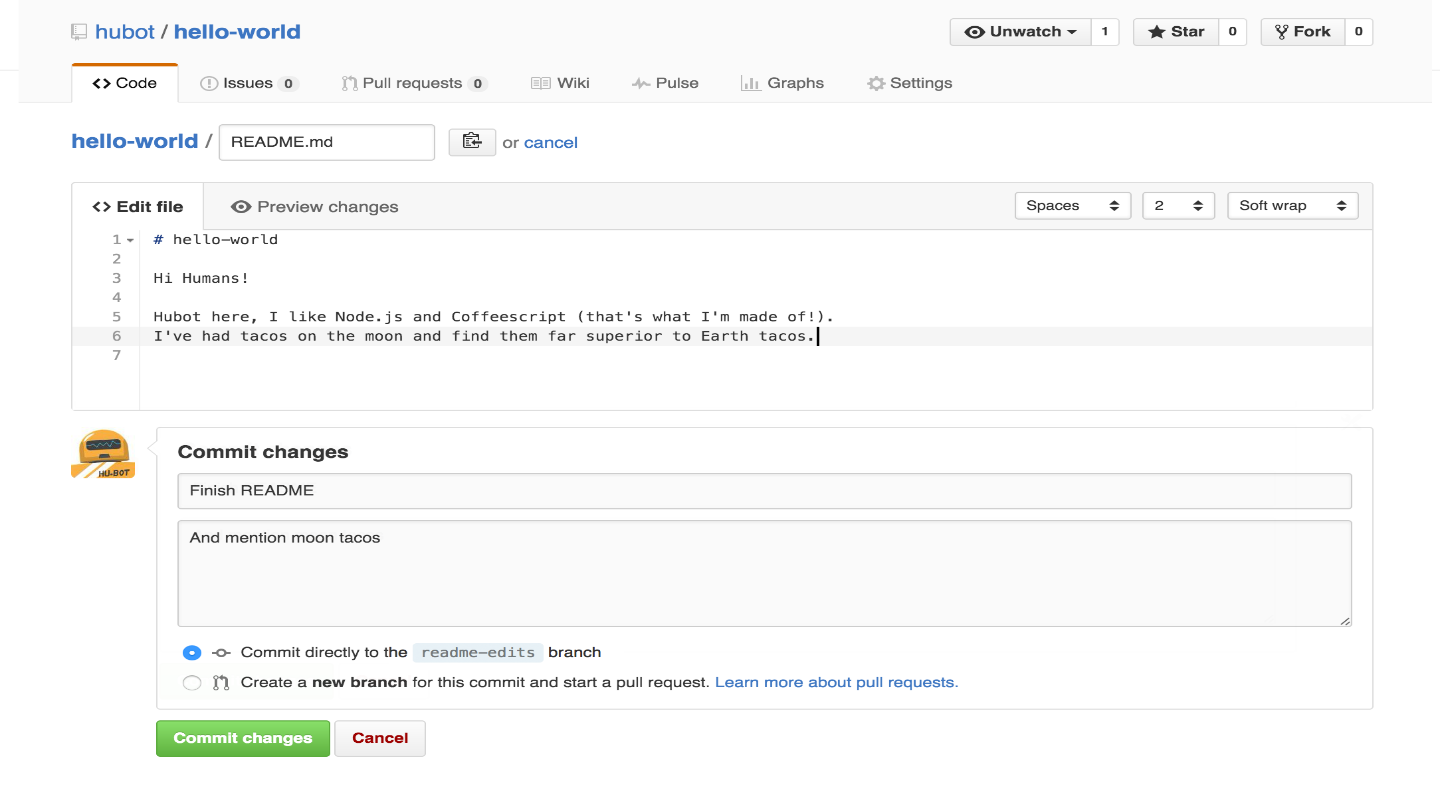 hubot / hello-world
Unwatch 1 Star 0 Fork 0
<> Code Issues 0 Pull requests 0 Wiki Pulse Graphs Settings
hello-world / README.md or cancel
<> Edit file Preview changes Spaces 2 Soft wrap
1 # hello-world
2
3 Hi Humans!
4
5 Hubot here, I like Node.js and Coffeescript (that's what I'm made of!).
6 I've had tacos on the moon and find them far superior to Earth tacos.
7
HU-BOT
Commit changes
Finish README
And mention moon tacos
Commit directly to the readme-edits branch
Create a new branch for this commit and start a pull request. Learn more about pull requests.
Commit changes Cancel